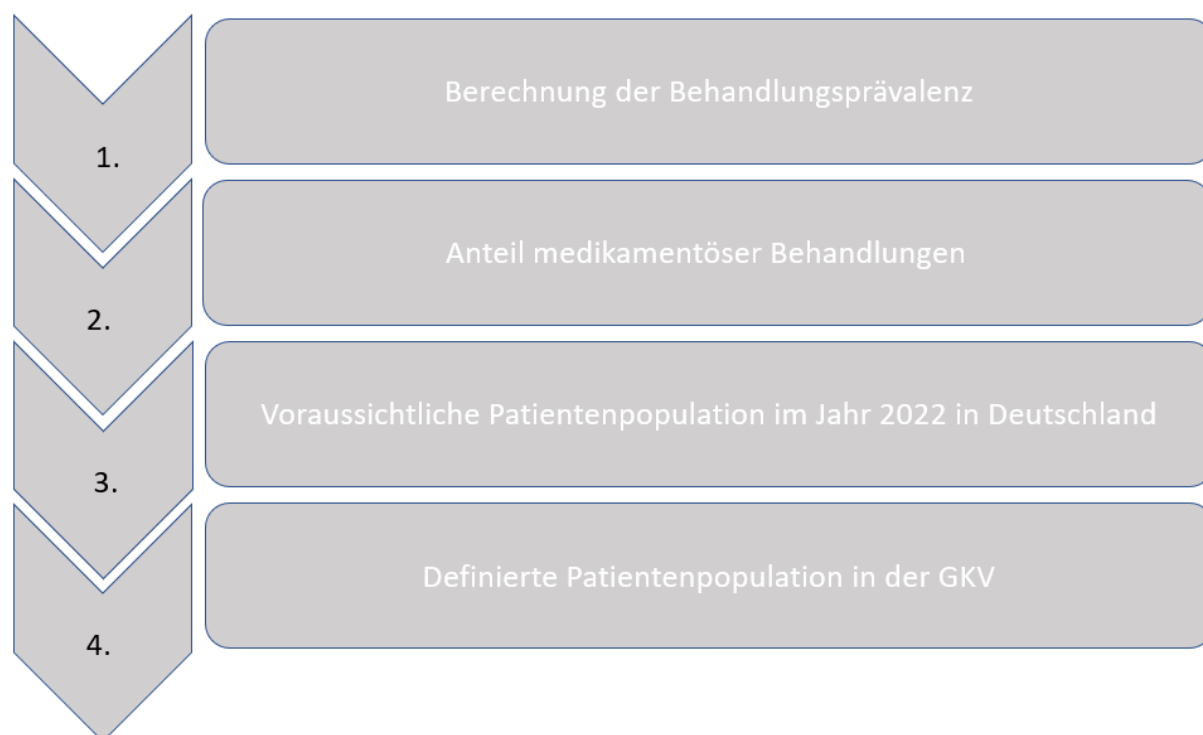 1.
Berechnung der Behandlungsprävalenz
2.
Anteil medikamentöser Behandlungen
3.
Voraussichtliche Patientenpopulation im Jahr 2022 in Deutschland
4.
Definierte Patientenpopulation in der GKV